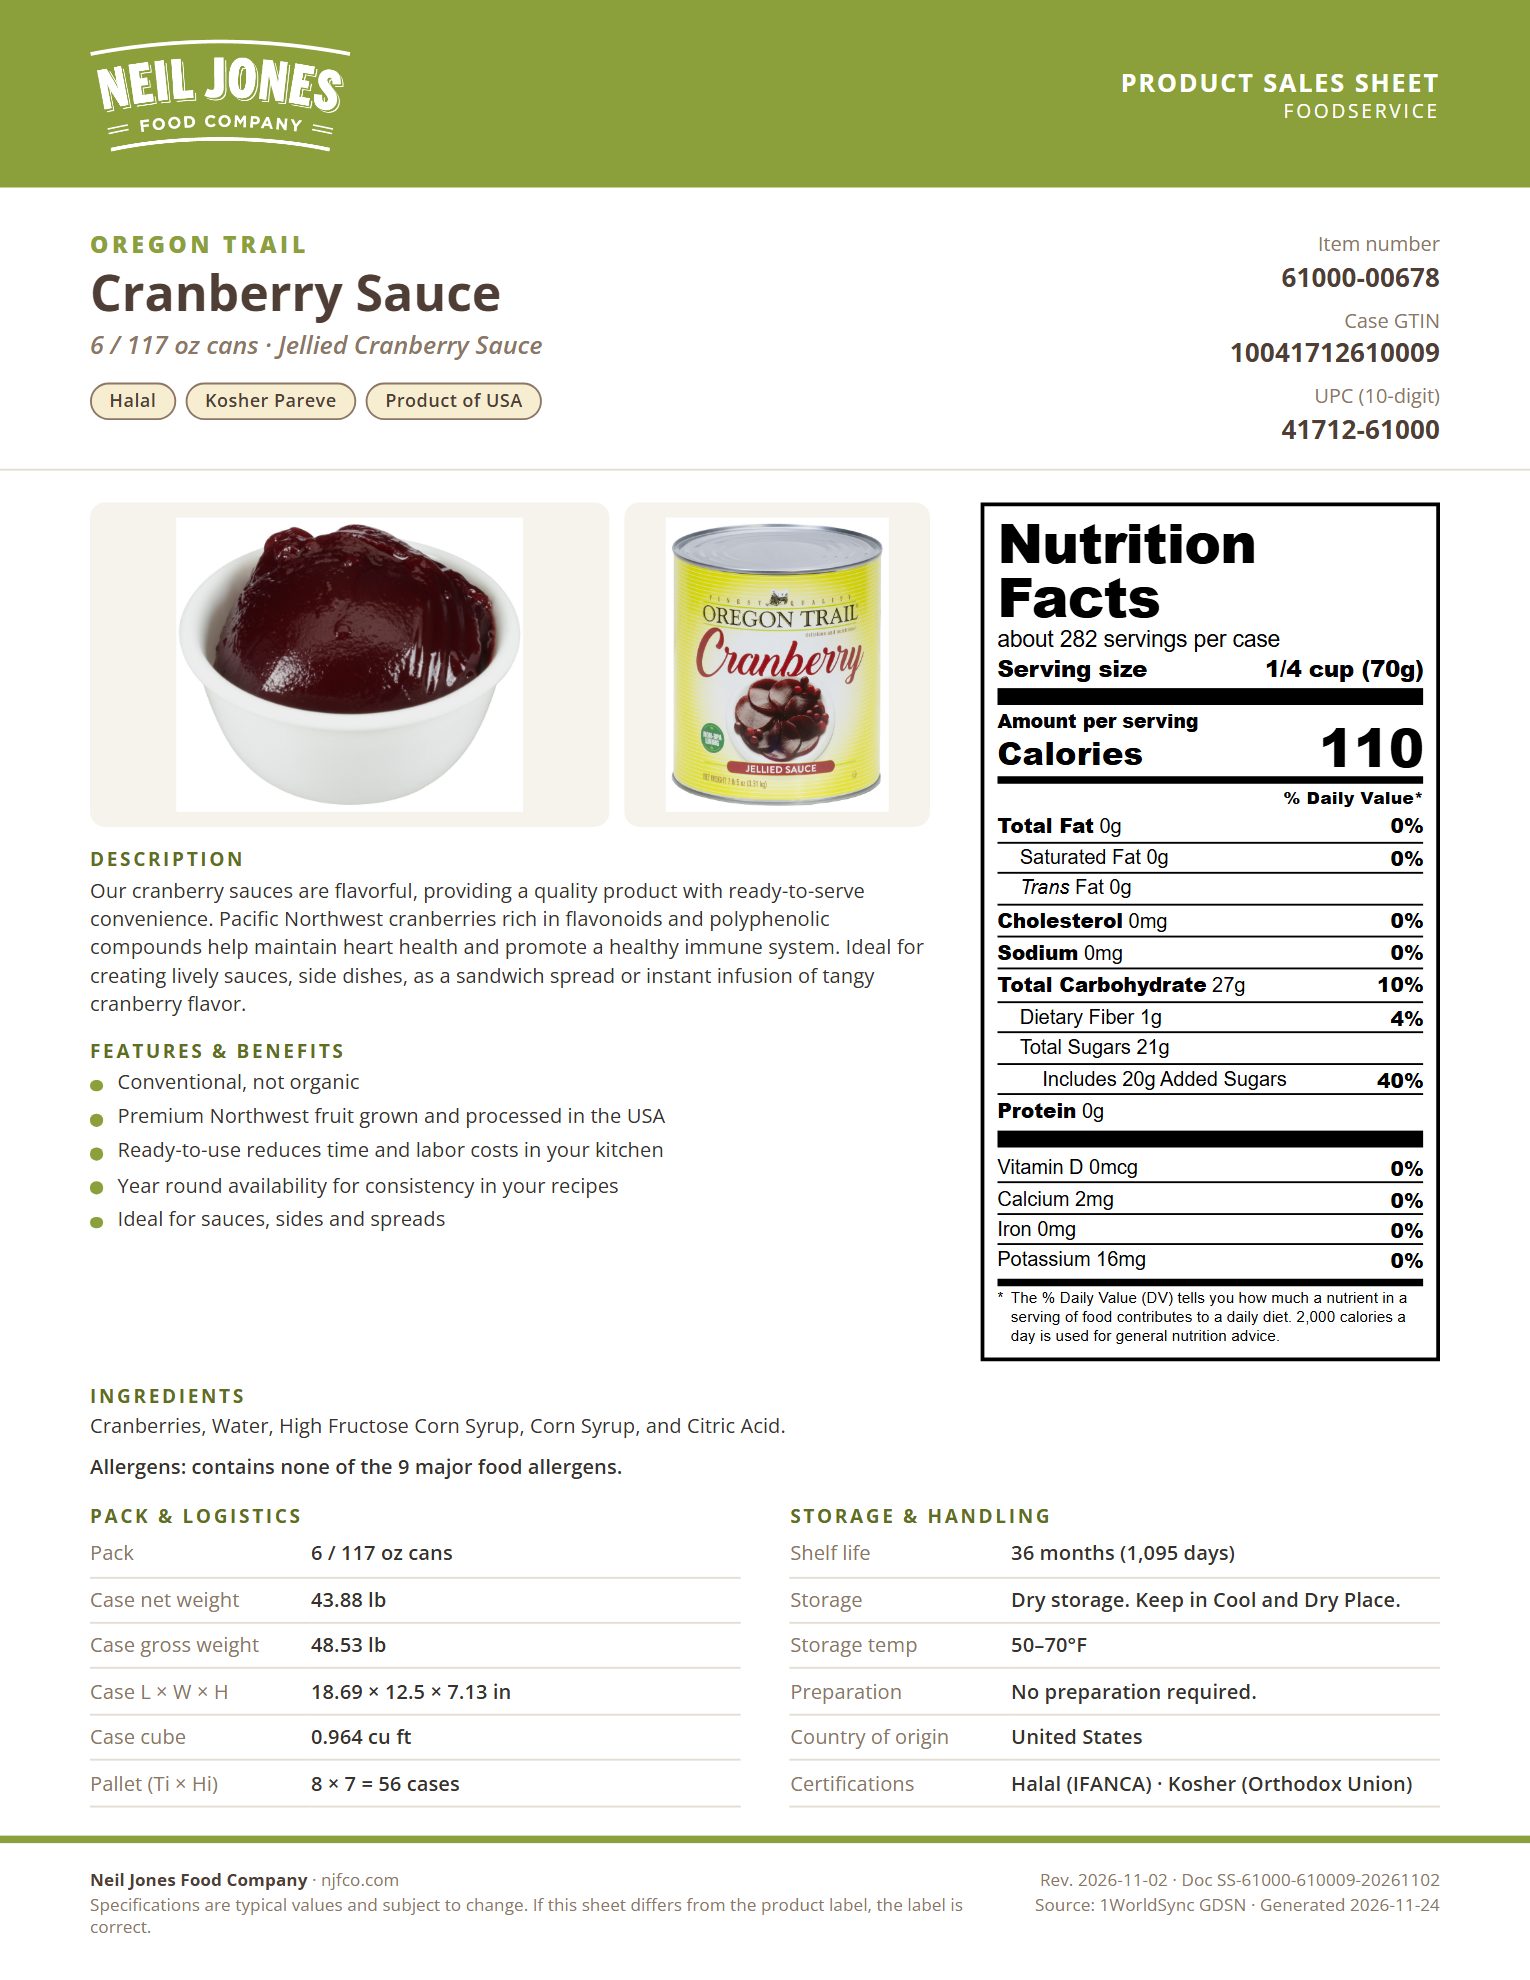 NEIL JONES
FOOD COMPANY
PRODUCT SALES SHEET
FOODSERVICE
OREGON TRAIL
Cranberry Sauce
6 / 117 oz cans · Jellied Cranberry Sauce
Halal
Kosher Pareve
Product of USA
Item number
61000-00678
Case GTIN
10041712610009
UPC (10-digit)
41712-61000
FINEST QUALITY
OREGON TRAIL
Cranberry
NON-BPA
LINING
JELLIED SAUCE
NET WEIGHT 7 lb 5 oz (3.31 kg)
DESCRIPTION
Our cranberry sauces are flavorful, providing a quality product with ready-to-serve
convenience. Pacific Northwest cranberries rich in flavonoids and polyphenolic
compounds help maintain heart health and promote a healthy immune system. Ideal for
creating lively sauces, side dishes, as a sandwich spread or instant infusion of tangy
cranberry flavor.
FEATURES & BENEFITS
Conventional, not organic
Premium Northwest fruit grown and processed in the USA
Ready-to-use reduces time and labor costs in your kitchen
Year round availability for consistency in your recipes
Ideal for sauces, sides and spreads
Nutrition
Facts
about 282 servings per case
Serving size 1/4 cup (70g)
Amount per serving
Calories 110
% Daily Value*
Total Fat 0g 0%
Saturated Fat 0g 0%
Trans Fat 0g
Cholesterol 0mg 0%
Sodium 0mg 0%
Total Carbohydrate 27g 10%
Dietary Fiber 1g 4%
Total Sugars 21g
Includes 20g Added Sugars 40%
Protein 0g
Vitamin D 0mcg 0%
Calcium 2mg 0%
Iron 0mg 0%
Potassium 16mg 0%
* The % Daily Value (DV) tells you how much a nutrient in a
serving of food contributes to a daily diet. 2,000 calories a
day is used for general nutrition advice.
INGREDIENTS
Cranberries, Water, High Fructose Corn Syrup, Corn Syrup, and Citric Acid.
Allergens: contains none of the 9 major food allergens.
PACK & LOGISTICS
Pack 6 / 117 oz cans
Case net weight 43.88 lb
Case gross weight 48.53 lb
Case L × W × H 18.69 × 12.5 × 7.13 in
Case cube 0.964 cu ft
Pallet (Ti × Hi) 8 × 7 = 56 cases
STORAGE & HANDLING
Shelf life 36 months (1,095 days)
Storage Dry storage. Keep in Cool and Dry Place.
Storage temp 50–70°F
Preparation No preparation required.
Country of origin United States
Certifications Halal (IFANCA) · Kosher (Orthodox Union)
Neil Jones Food Company · njfco.com
Specifications are typical values and subject to change. If this sheet differs from the product label, the label is
correct.
Rev. 2026-11-02 · Doc SS-61000-610009-20261102
Source: 1WorldSync GDSN · Generated 2026-11-24